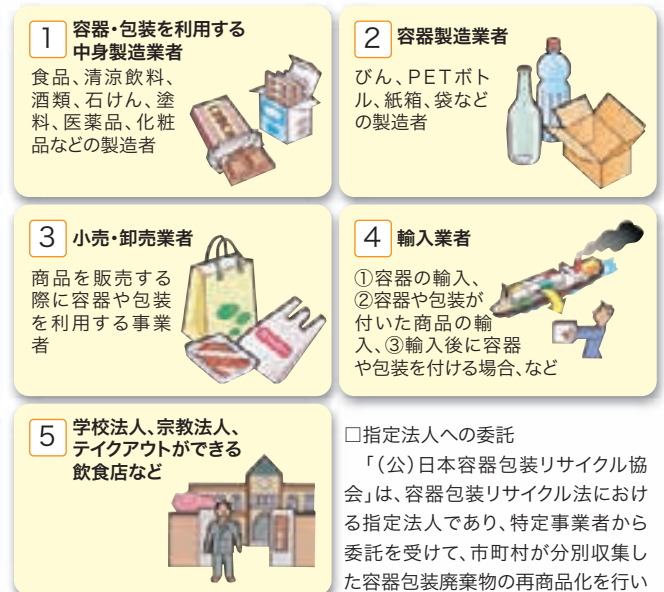 1 容器・包装を利用する
中身製造業者
食品、清涼飲料、
酒類、石けん、塗
料、医薬品、化粧
品などの製造者
2 容器製造業者
びん、PETボト
ル、紙箱、袋など
の製造者
3 小売・卸売業者
商品を販売する
際に容器や包装
を利用する事業
者
4 輸入業者
①容器の輸入、
②容器や包装が
付いた商品の輸
入、③輸入後に容器
や包装を付ける場合、など
5 学校法人、宗教法人、
テイクアウトができる
飲食店など
□指定法人への委託
「(公)日本容器包装リサイクル協
会」は、容器包装リサイクル法におけ
る指定法人であり、特定事業者から
委託を受けて、市町村が分別収集し
た容器包装廃棄物の再商品化を行い